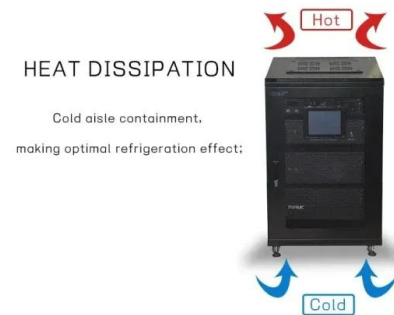 Hot
HEAT DISSIPATION
Cold aisle containment,
making optimal refrigeration effect;
Cold